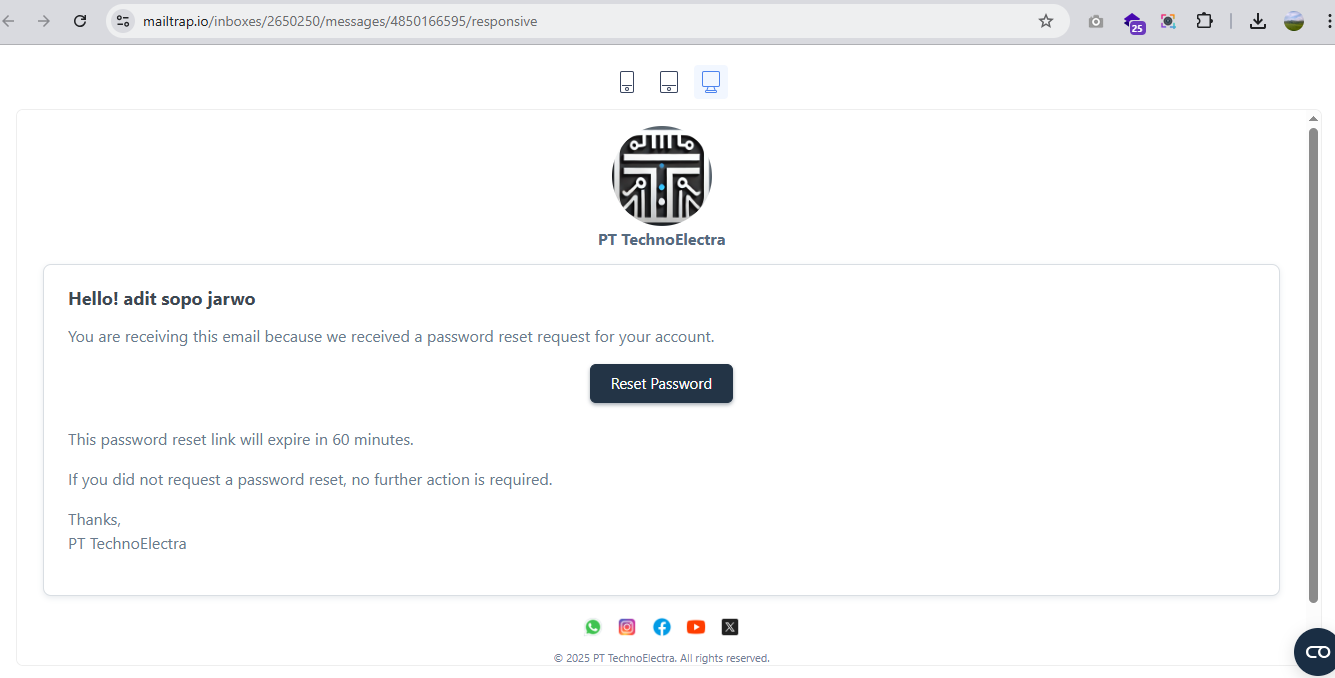 mailtrap.io/inboxes/2650250/messages/4850166595/responsive
25
PT TechnoElectra
Hello! adit sopo jarwo
You are receiving this email because we received a password reset request for your account.
Reset Password
This password reset link will expire in 60 minutes.
If you did not request a password reset, no further action is required.
Thanks,
PT TechnoElectra
© 2025 PT TechnoElectra. All rights reserved.